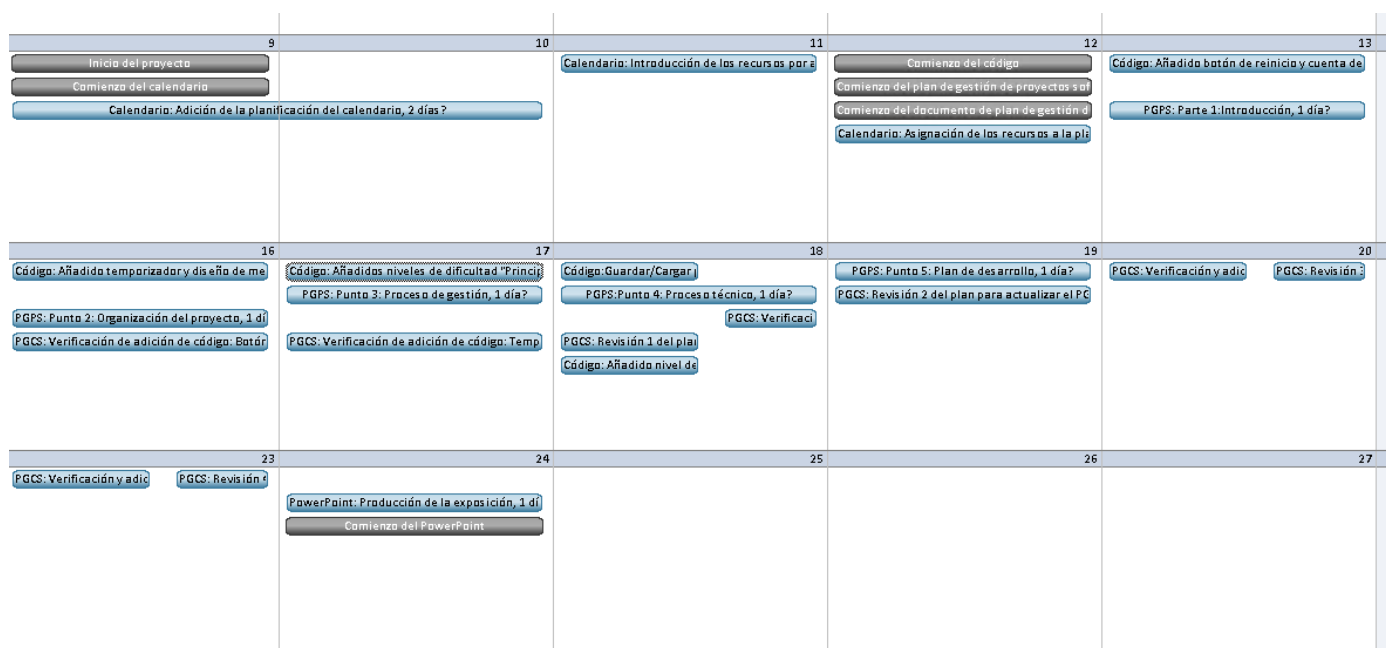 9 10 11 12 13
Inicio del proyecto
Calendario: Introducción de los recursos por a
Comienzo del código
Código: Añadido botón de reinicio y cuenta de
Comienzo del calendario
Comienzo del plan de gestión de proyectos sof
Calendario: Adición de la planificación del calendario, 2 días?
Comienzo del documento de plan de gestión d
PGPS: Parte 1:Introducción, 1 día?
Calendario: Asignación de los recursos a la pla
16 17 18 19 20
Código: Añadido temporizador y diseño de me
Código: Añadidos niveles de dificultad "Princip
Código:Guardar/Cargar
PGPS: Punto 5: Plan de desarrollo, 1 día?
PGCS: Verificación y adic
PGCS: Revisión 3
PGPS: Punto 3: Proceso de gestión, 1 día?
PGPS:Punto 4: Proceso técnico, 1 día?
PGCS: Revisión 2 del plan para actualizar el PG
PGPS: Punto 2: Organización del proyecto, 1 dí
PGCS: Verificaci
PGCS: Verificación de adición de código: Botón
PGCS: Verificación de adición de código: Temp
PGCS: Revisión 1 del plan
Código: Añadido nivel de
23 24 25 26 27
PGCS: Verificación y adic
PGCS: Revisión
PowerPoint: Producción de la exposición, 1 dí
Comienzo del PowerPoint